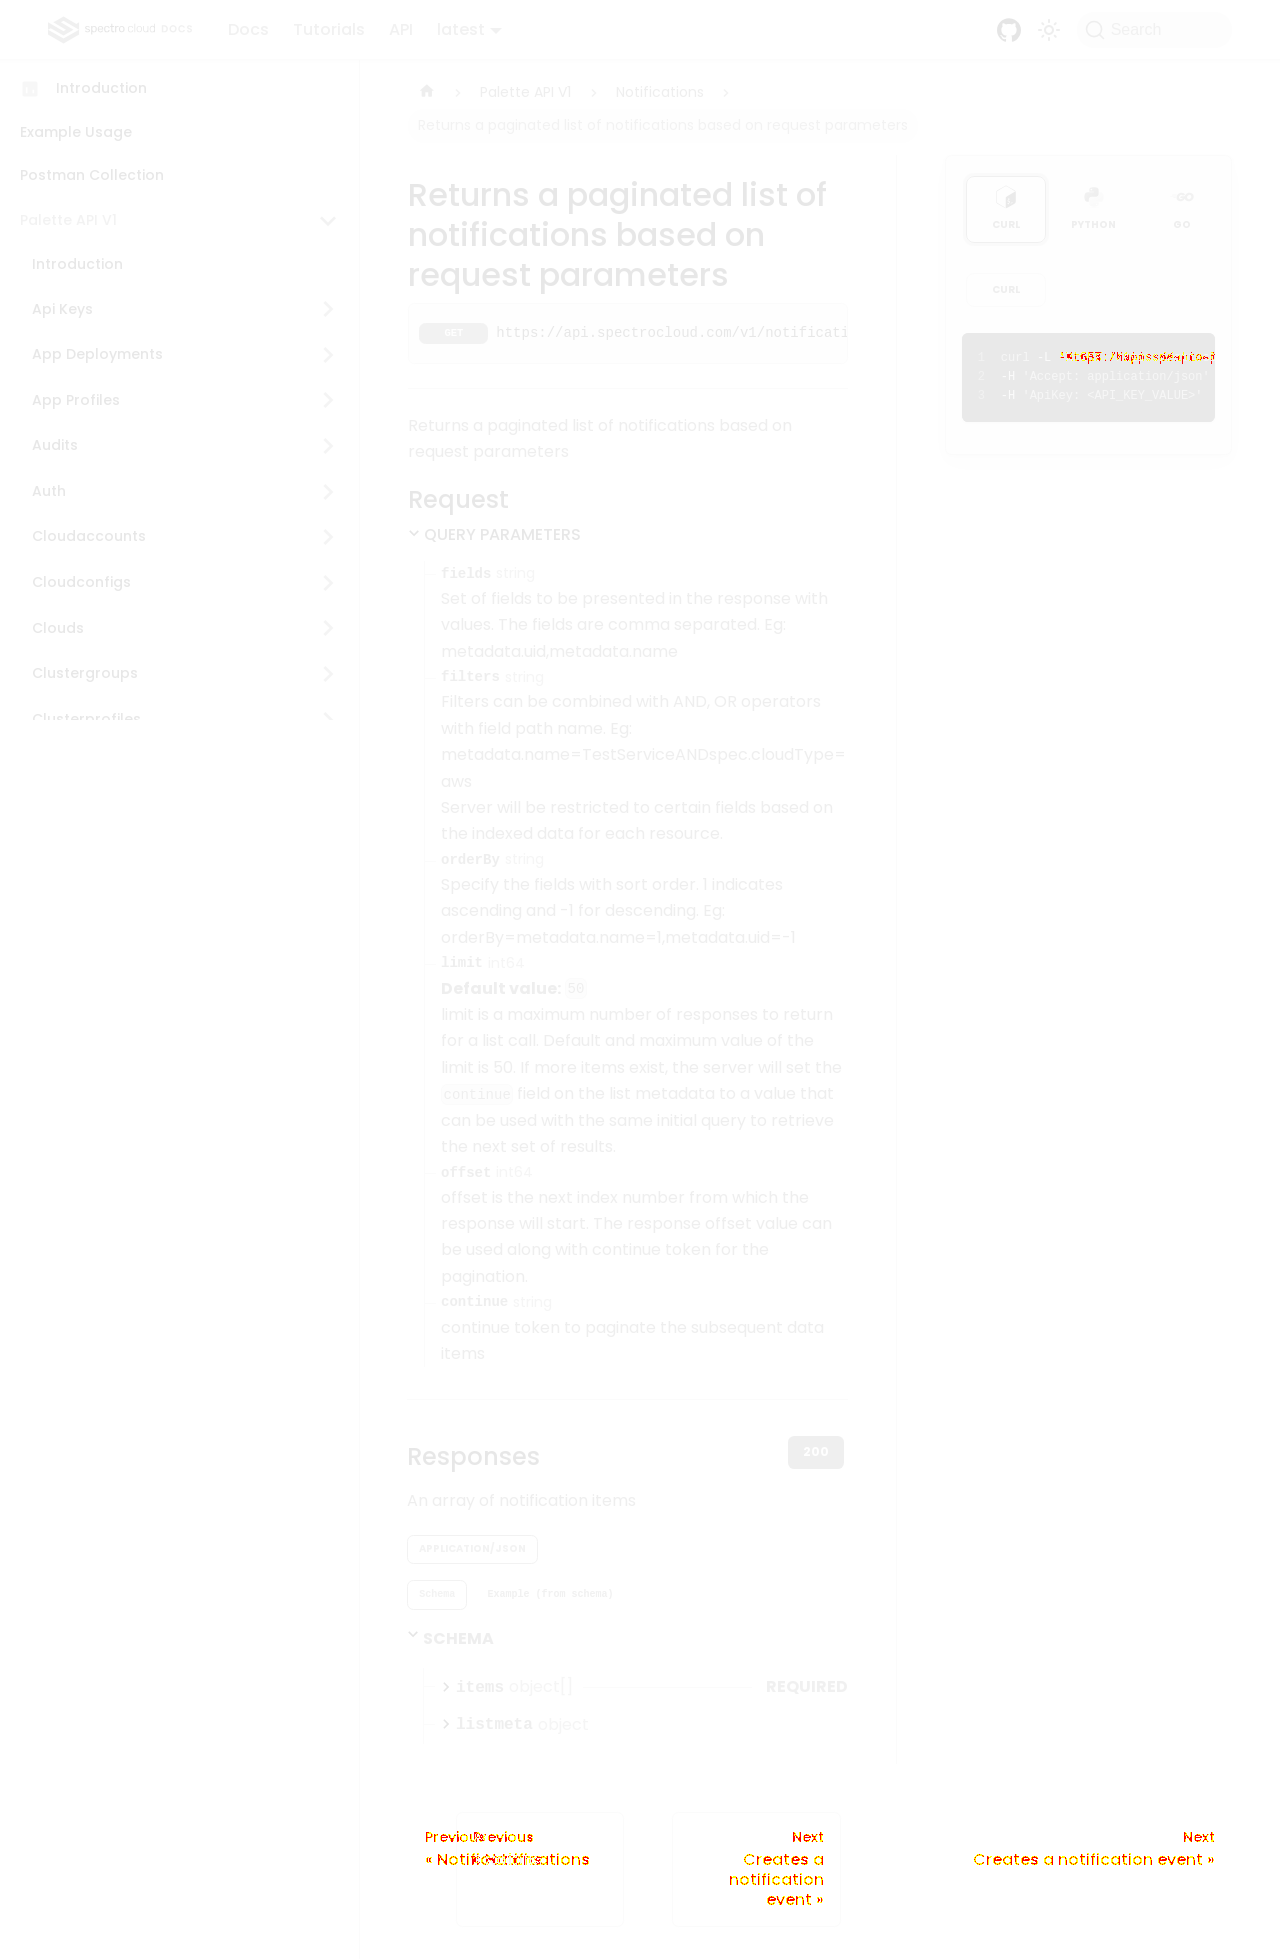 spectro cloud DOCS Docs Tutorials API latest Search
Introduction
Example Usage
Postman Collection
Palette API V1
Introduction
Api Keys
App Deployments
App Profiles
Audits
Auth
Cloudaccounts
Cloudconfigs
Clouds
Clustergroups
Clusterprofiles
Palette API V1 Notifications
Returns a paginated list of notifications based on request parameters
Returns a paginated list of
notifications based on
request parameters
GET https://api.spectrocloud.com/v1/notificati
Returns a paginated list of notifications based on
request parameters
Request
QUERY PARAMETERS
fields string
Set of fields to be presented in the response with
values. The fields are comma separated. Eg:
metadata.uid,metadata.name
filters string
Filters can be combined with AND, OR operators
with field path name. Eg:
metadata.name=TestServiceANDspec.cloudType=
aws
Server will be restricted to certain fields based on
the indexed data for each resource.
orderBy string
Specify the fields with sort order. 1 indicates
ascending and -1 for descending. Eg:
orderBy=metadata.name=1,metadata.uid=-1
limit int64
Default value: 50
limit is a maximum number of responses to return
for a list call. Default and maximum value of the
limit is 50. If more items exist, the server will set the
continue field on the list metadata to a value that
can be used with the same initial query to retrieve
the next set of results.
offset int64
offset is the next index number from which the
response will start. The response offset value can
be used along with continue token for the
pagination.
continue string
continue token to paginate the subsequent data
items
Responses 200
An array of notification items
APPLICATION/JSON
Schema Example (from schema)
SCHEMA
items object[] REQUIRED
listmeta object
CURL PYTHON GO
CURL
1 curl -L
2 -H 'Accept: application/json'
3 -H 'ApiKey: <API_KEY_VALUE>'
Previous Previous Next Next
Creates a Creates a notification event »
notification
event »